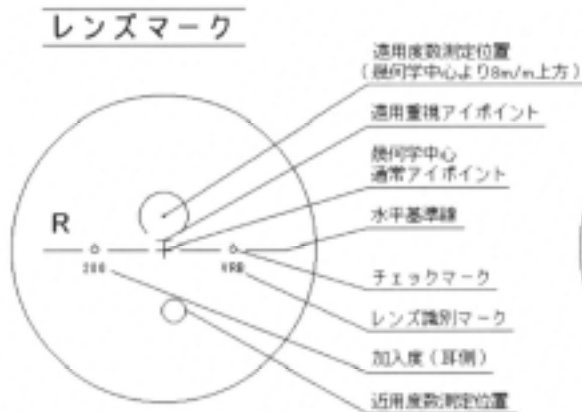 レンズマーク
遠用度数測定位置
(幾何学中心より8m/m上方)
遠用重視アイポイント
幾何学中心
通常アイポイント
R
水平基準線
200
チェックマーク
レンズ識別マーク
加入度(耳側)
近用度数測定位置